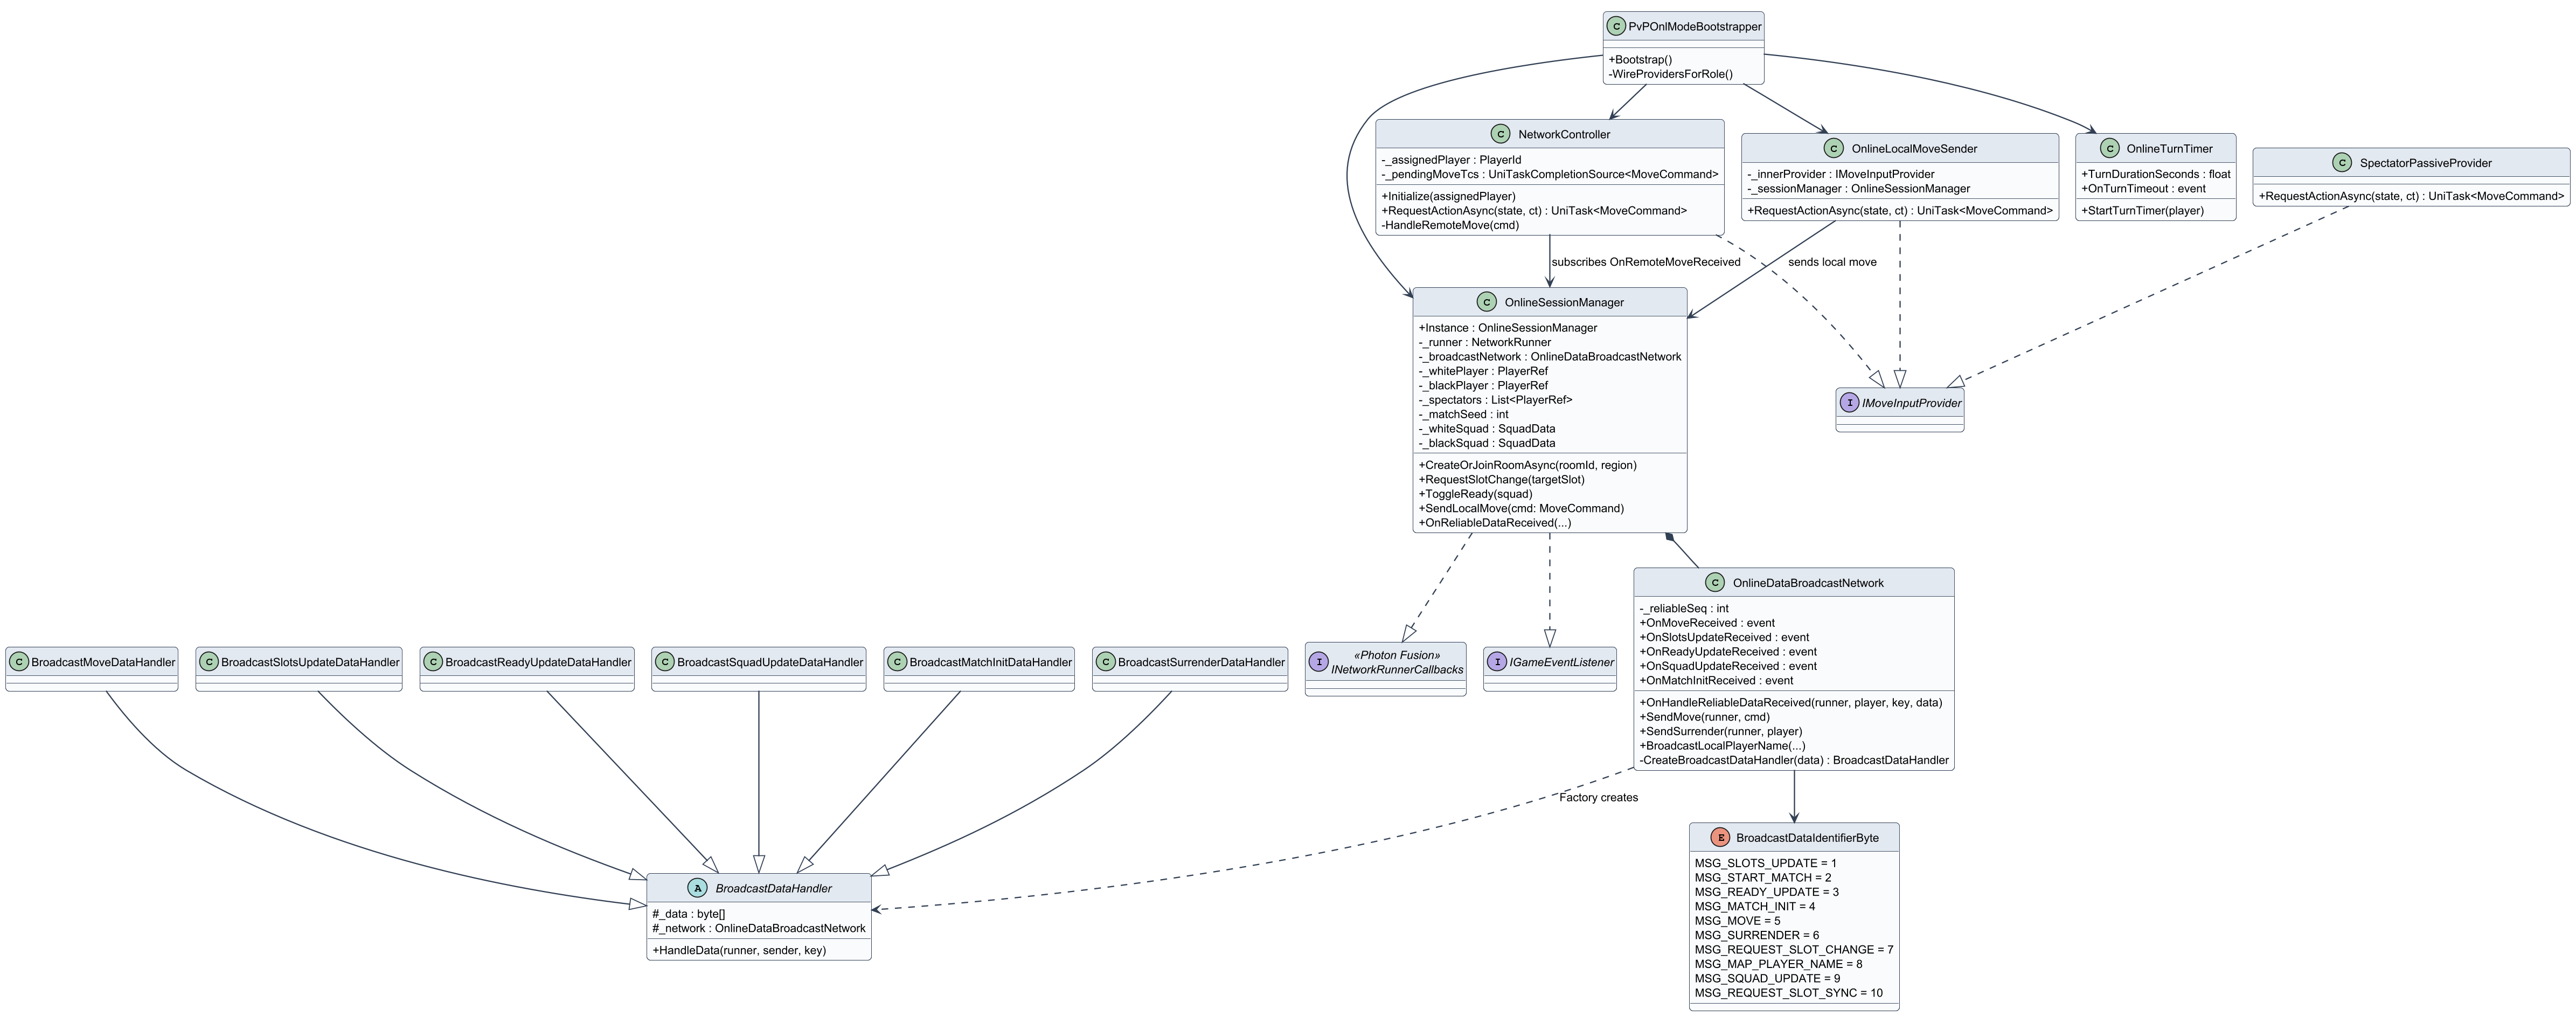 C PvPOnlModeBootstrapper
+Bootstrap()
-WireProvidersForRole()
C NetworkController
-_assignedPlayer : PlayerId
-_pendingMoveTcs : UniTaskCompletionSource<MoveCommand>
+Initialize(assignedPlayer)
+RequestActionAsync(state, ct) : UniTask<MoveCommand>
-HandleRemoteMove(cmd)
C OnlineLocalMoveSender
-_innerProvider : IMoveInputProvider
-_sessionManager : OnlineSessionManager
+RequestActionAsync(state, ct) : UniTask<MoveCommand>
C OnlineTurnTimer
+TurnDurationSeconds : float
+OnTurnTimeout : event
+StartTurnTimer(player)
C SpectatorPassiveProvider
+RequestActionAsync(state, ct) : UniTask<MoveCommand>
subscribes OnRemoteMoveReceived
sends local move
C OnlineSessionManager
+Instance : OnlineSessionManager
-_runner : NetworkRunner
-_broadcastNetwork : OnlineDataBroadcastNetwork
-_whitePlayer : PlayerRef
-_blackPlayer : PlayerRef
-_spectators : List<PlayerRef>
-_matchSeed : int
-_whiteSquad : SquadData
-_blackSquad : SquadData
+CreateOrJoinRoomAsync(roomId, region)
+RequestSlotChange(targetSlot)
+ToggleReady(squad)
+SendLocalMove(cmd: MoveCommand)
+OnReliableDataReceived(...)
I IMoveInputProvider
C BroadcastMoveDataHandler
C BroadcastSlotsUpdateDataHandler
C BroadcastReadyUpdateDataHandler
C BroadcastSquadUpdateDataHandler
C BroadcastMatchInitDataHandler
C BroadcastSurrenderDataHandler
I «Photon Fusion»
INetworkRunnerCallbacks
I IGameEventListener
C OnlineDataBroadcastNetwork
-_reliableSeq : int
+OnMoveReceived : event
+OnSlotsUpdateReceived : event
+OnReadyUpdateReceived : event
+OnSquadUpdateReceived : event
+OnMatchInitReceived : event
+OnHandleReliableDataReceived(runner, player, key, data)
+SendMove(runner, cmd)
+SendSurrender(runner, player)
+BroadcastLocalPlayerName(...)
-CreateBroadcastDataHandler(data) : BroadcastDataHandler
Factory creates
A BroadcastDataHandler
#_data : byte[]
#_network : OnlineDataBroadcastNetwork
+HandleData(runner, sender, key)
E BroadcastDataIdentifierByte
MSG_SLOTS_UPDATE = 1
MSG_START_MATCH = 2
MSG_READY_UPDATE = 3
MSG_MATCH_INIT = 4
MSG_MOVE = 5
MSG_SURRENDER = 6
MSG_REQUEST_SLOT_CHANGE = 7
MSG_MAP_PLAYER_NAME = 8
MSG_SQUAD_UPDATE = 9
MSG_REQUEST_SLOT_SYNC = 10